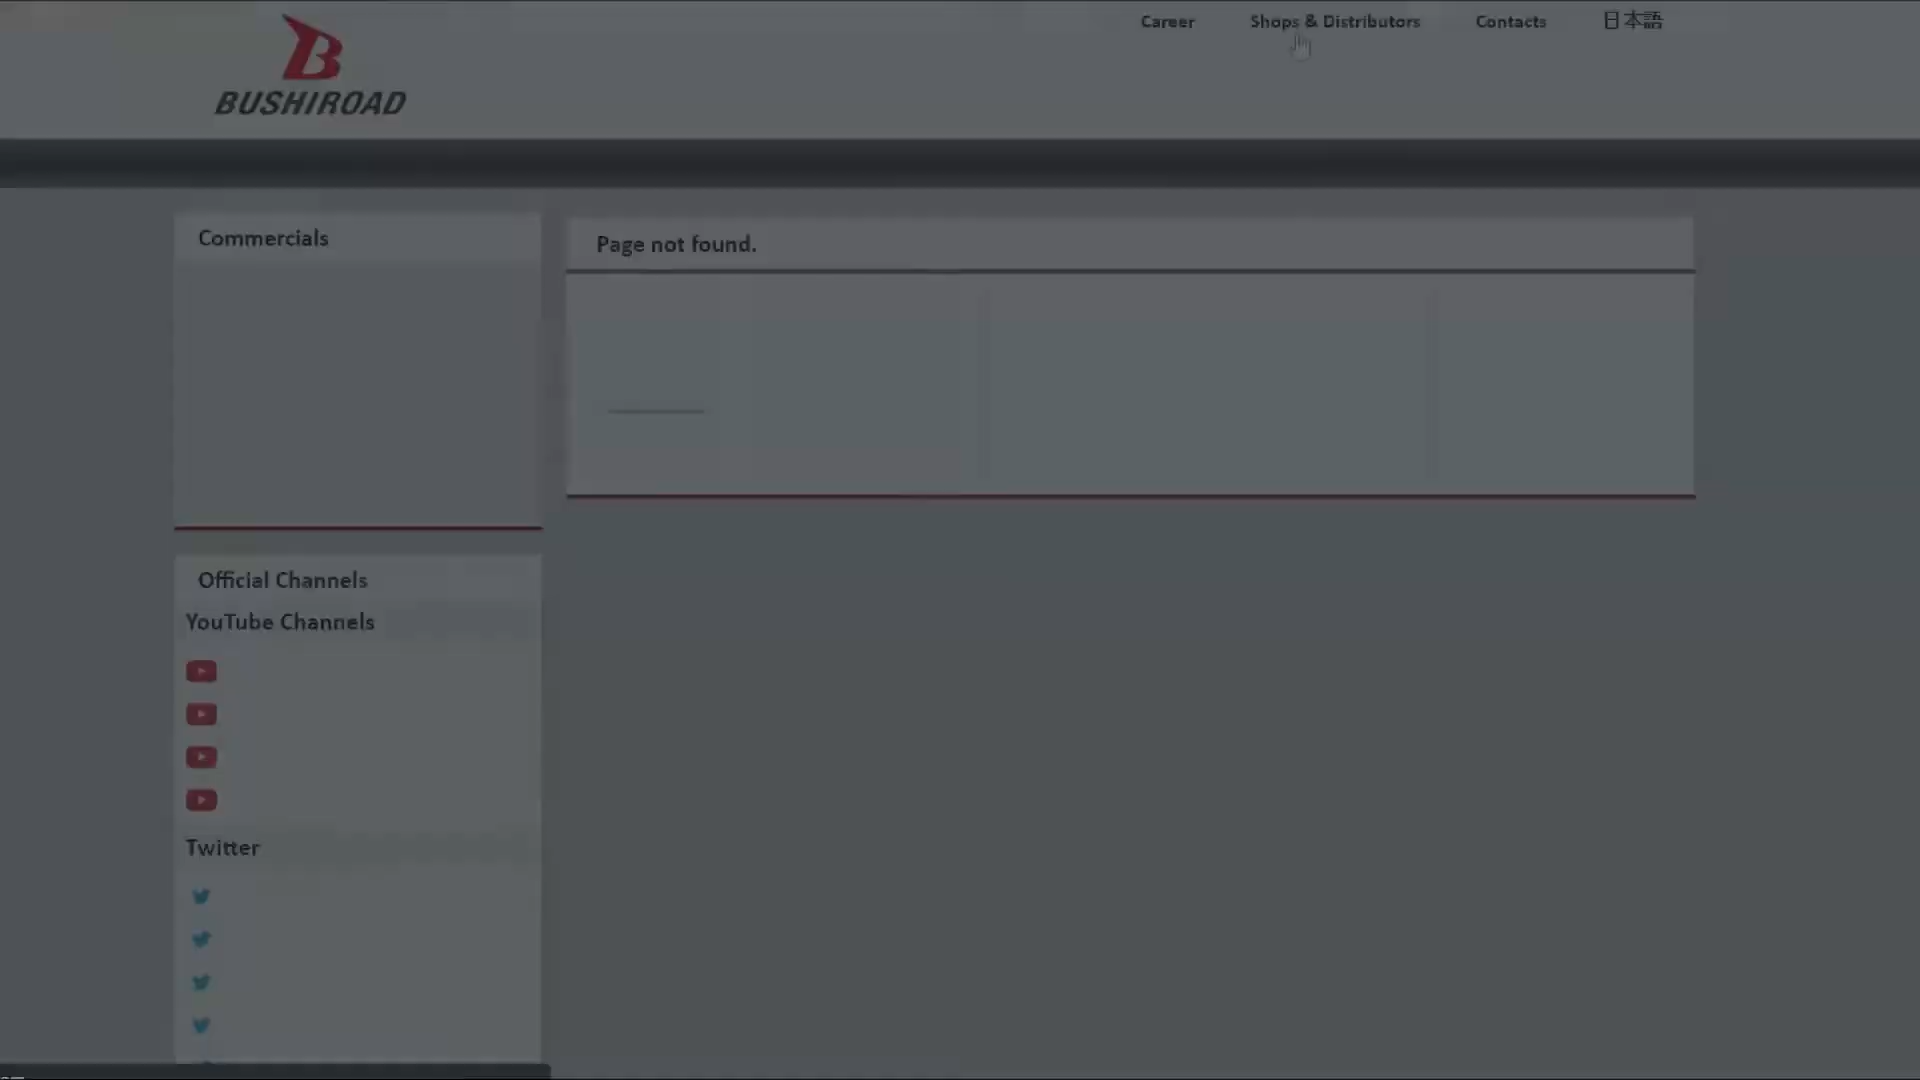 Career Shops & Distributors Contacts 日本語
B
BUSHIROAD
Commercials
Page not found.
Official Channels
YouTube Channels
Twitter